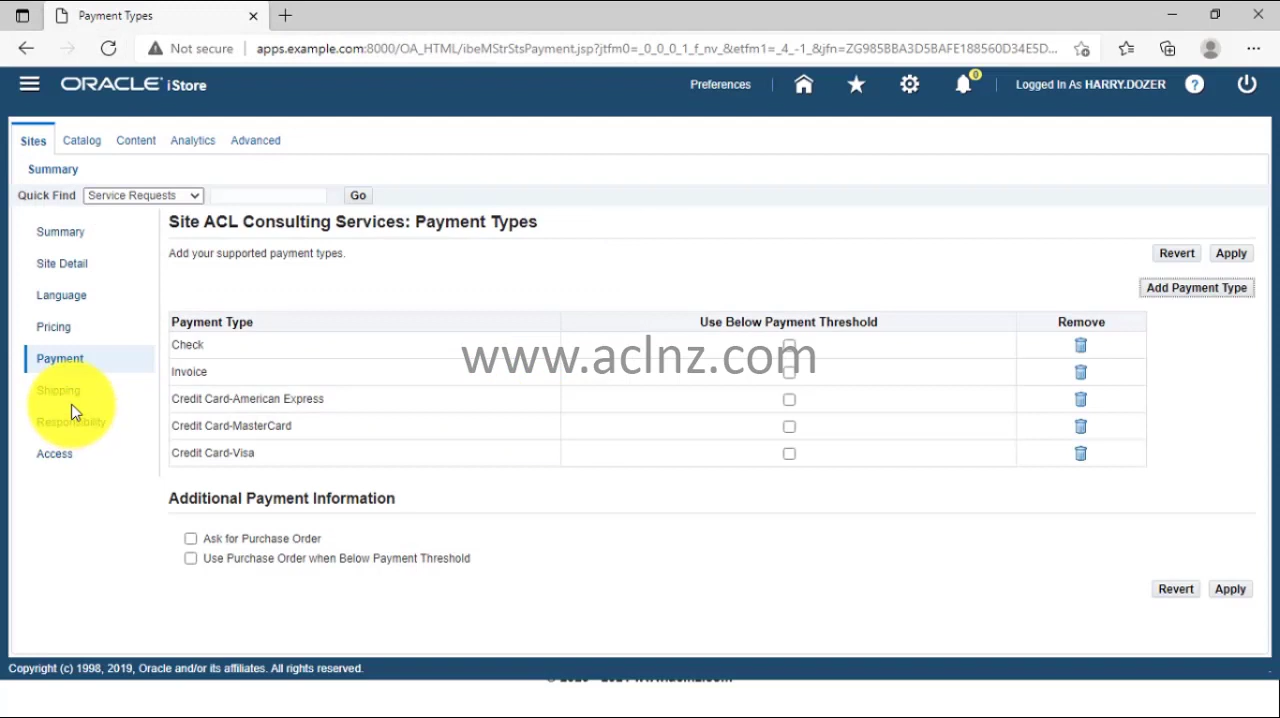 Payment Types
Not secure
apps.example.com:8000/OA_HTML/ibeMStrStsPayment.jsp?jtfm0=_0_0_0_1_f_nv_&etfm1=_4_-1_&jfn=ZG985BBA3D5BAFE188560D34E5D...
ORACLE iStore
Preferences
0
Logged In As HARRY.DOZER
?
Sites Catalog Content Analytics Advanced
Summary
Quick Find Service Requests Go
Summary
Site Detail
Language
Pricing
Payment
Shipping
Responsibility
Access
Site ACL Consulting Services: Payment Types
Add your supported payment types.
Revert Apply
Add Payment Type
Payment Type Use Below Payment Threshold Remove
Check
Invoice
Credit Card-American Express
Credit Card-MasterCard
Credit Card-Visa
www.aclnz.com
Additional Payment Information
Ask for Purchase Order
Use Purchase Order when Below Payment Threshold
Revert Apply
Copyright (c) 1998, 2019, Oracle and/or its affiliates. All rights reserved.